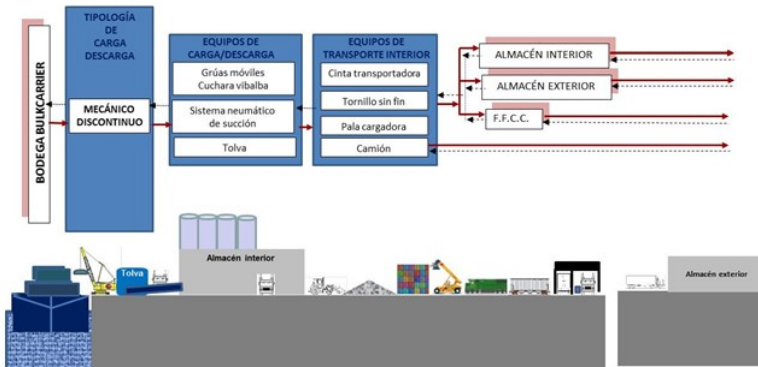 BODEGA BULKCARRIER
TIPOLOGÍA
DE
CARGA
DESCARGA
MECÁNICO
DISCONTINUO
EQUIPOS DE
CARGA/DESCARGA
Grúas móviles
Cuchara vibalba
Sistema neumático
de succión
Tolva
EQUIPOS DE
TRANSPORTE INTERIOR
Cinta transportadora
Tornillo sin fin
Pala cargadora
Camión
ALMACÉN INTERIOR
ALMACÉN EXTERIOR
F.F.C.C.
Tolva
Almacén interior
Almacén exterior